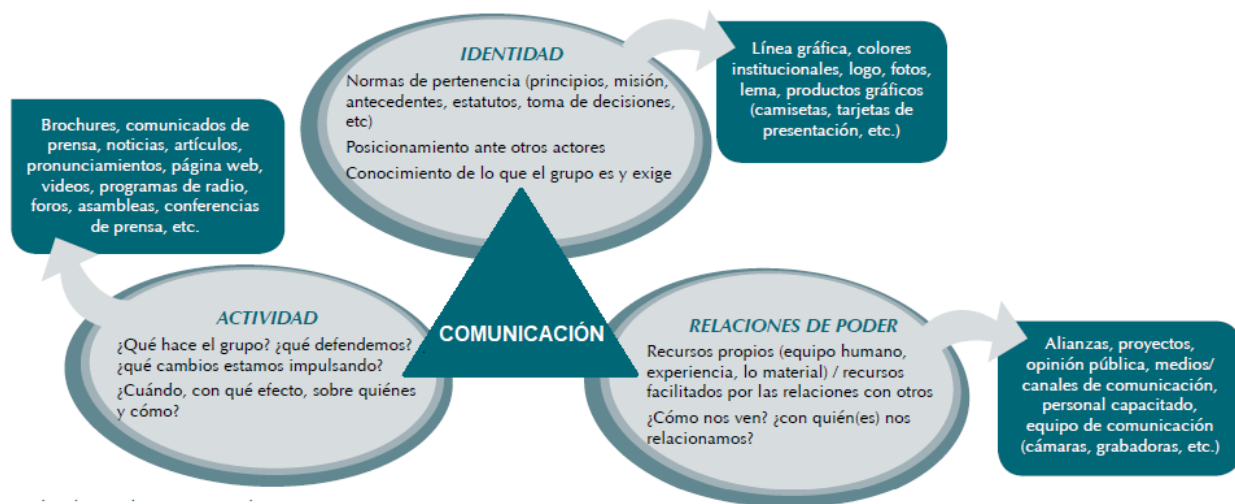 IDENTIDAD
Normas de pertenencia (principios, misión,
antecedentes, estatutos, toma de decisiones,
etc)
Posicionamiento ante otros actores
Conocimiento de lo que el grupo es y exige
Línea gráfica, colores
institucionales, logo, fotos,
lema, productos gráficos
(camisetas, tarjetas de
presentación, etc.)
Brochures, comunicados de
prensa, noticias, artículos,
pronunciamientos, página web,
videos, programas de radio,
foros, asambleas, conferencias
de prensa, etc.
ACTIVIDAD
¿Qué hace el grupo? ¿qué defendemos?
¿qué cambios estamos impulsando?
¿Cuándo, con qué efecto, sobre quiénes
y cómo?
COMUNICACIÓN
RELACIONES DE PODER
Recursos propios (equipo humano,
experiencia, lo material) / recursos
facilitados por las relaciones con otros
¿Cómo nos ven? ¿con quién(es) nos
relacionamos?
Alianzas, proyectos,
opinión pública, medios/
canales de comunicación,
personal capacitado,
equipo de comunicación
(cámaras, grabadoras, etc.)